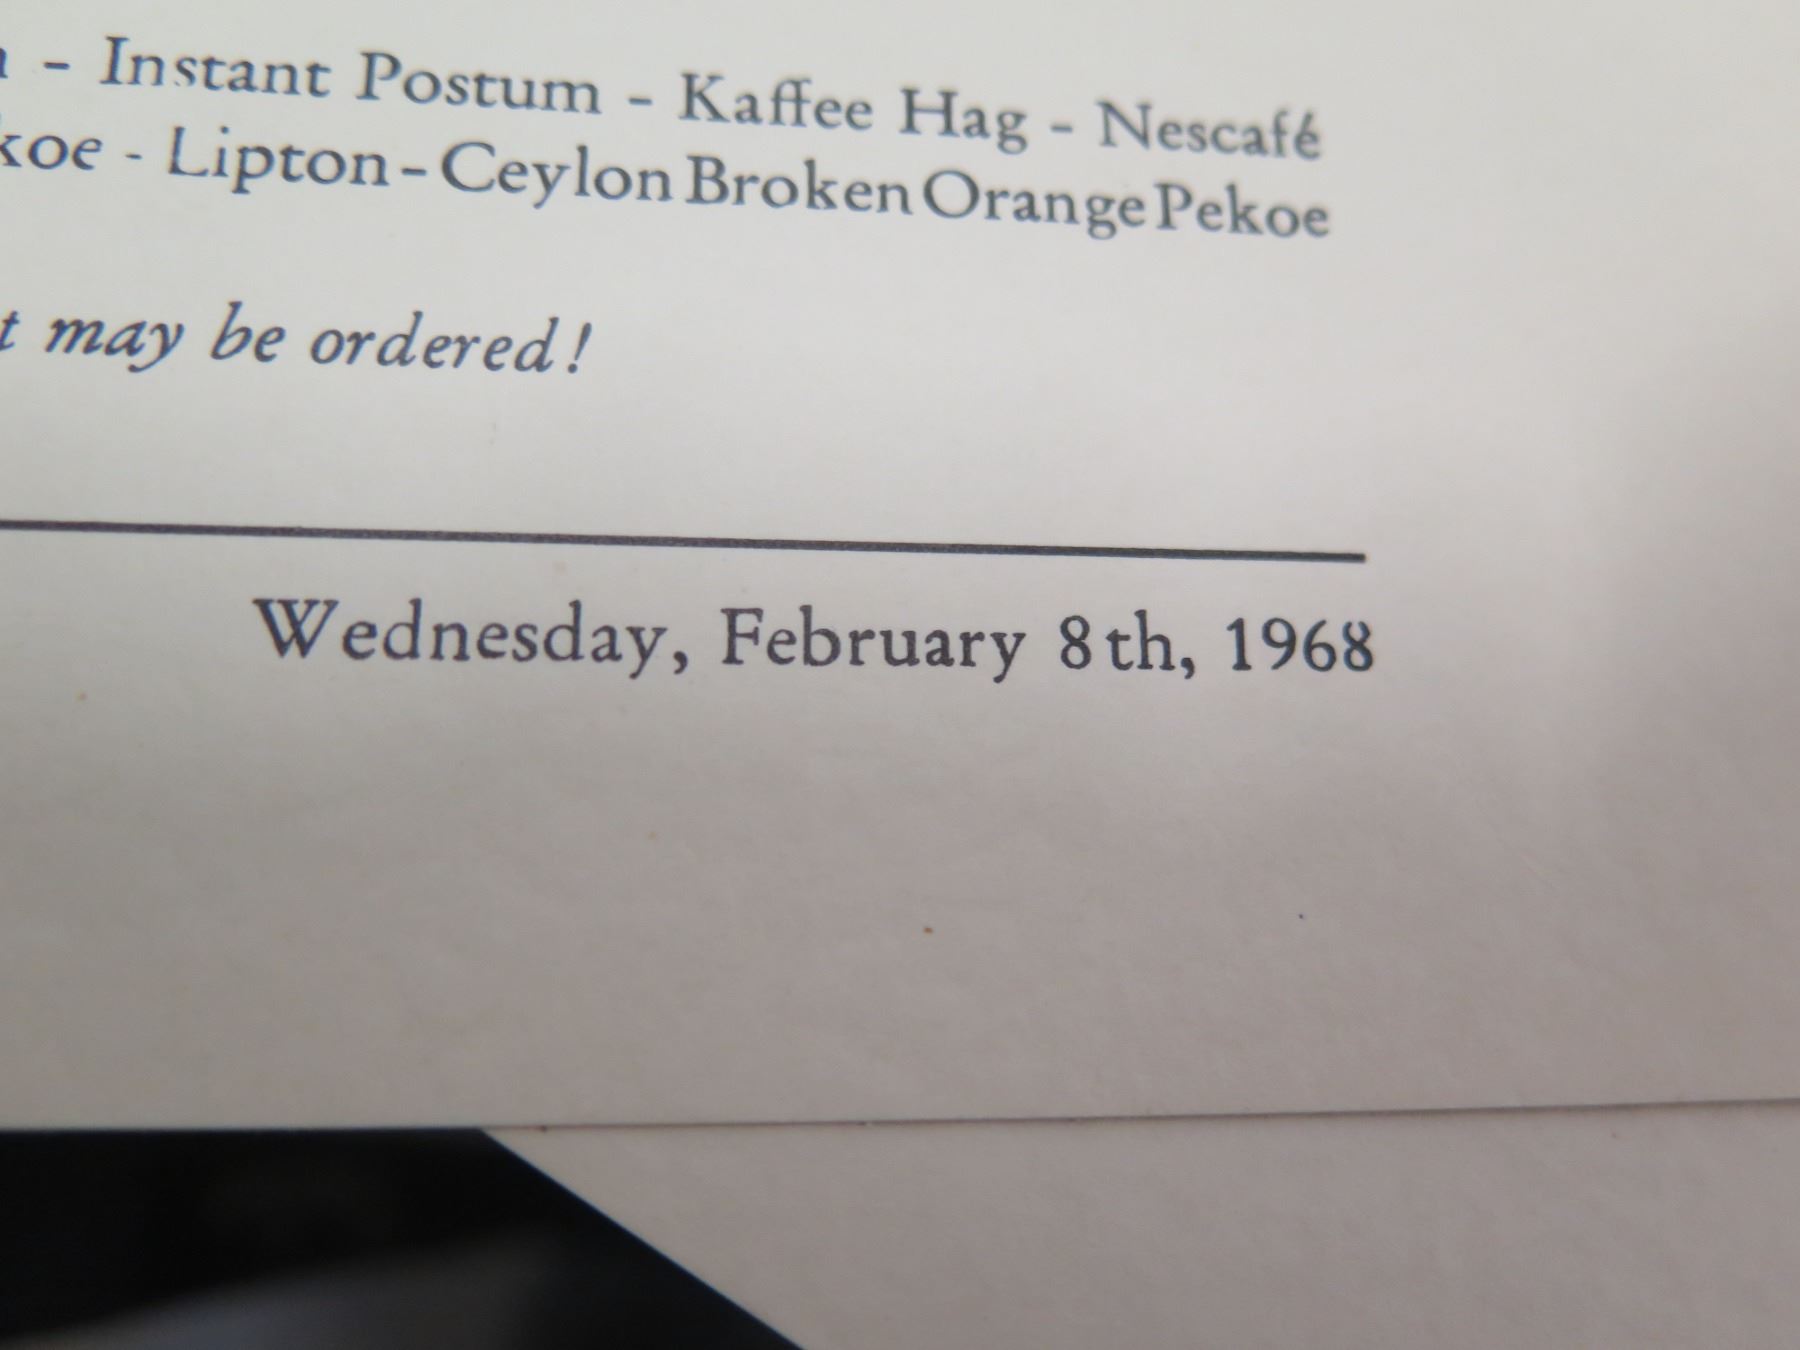 - Instant Postum - Kaffee Hag - Nescafé
- Lipton - Ceylon Broken Orange Pekoe
may be ordered!
Wednesday, February 8th, 1968